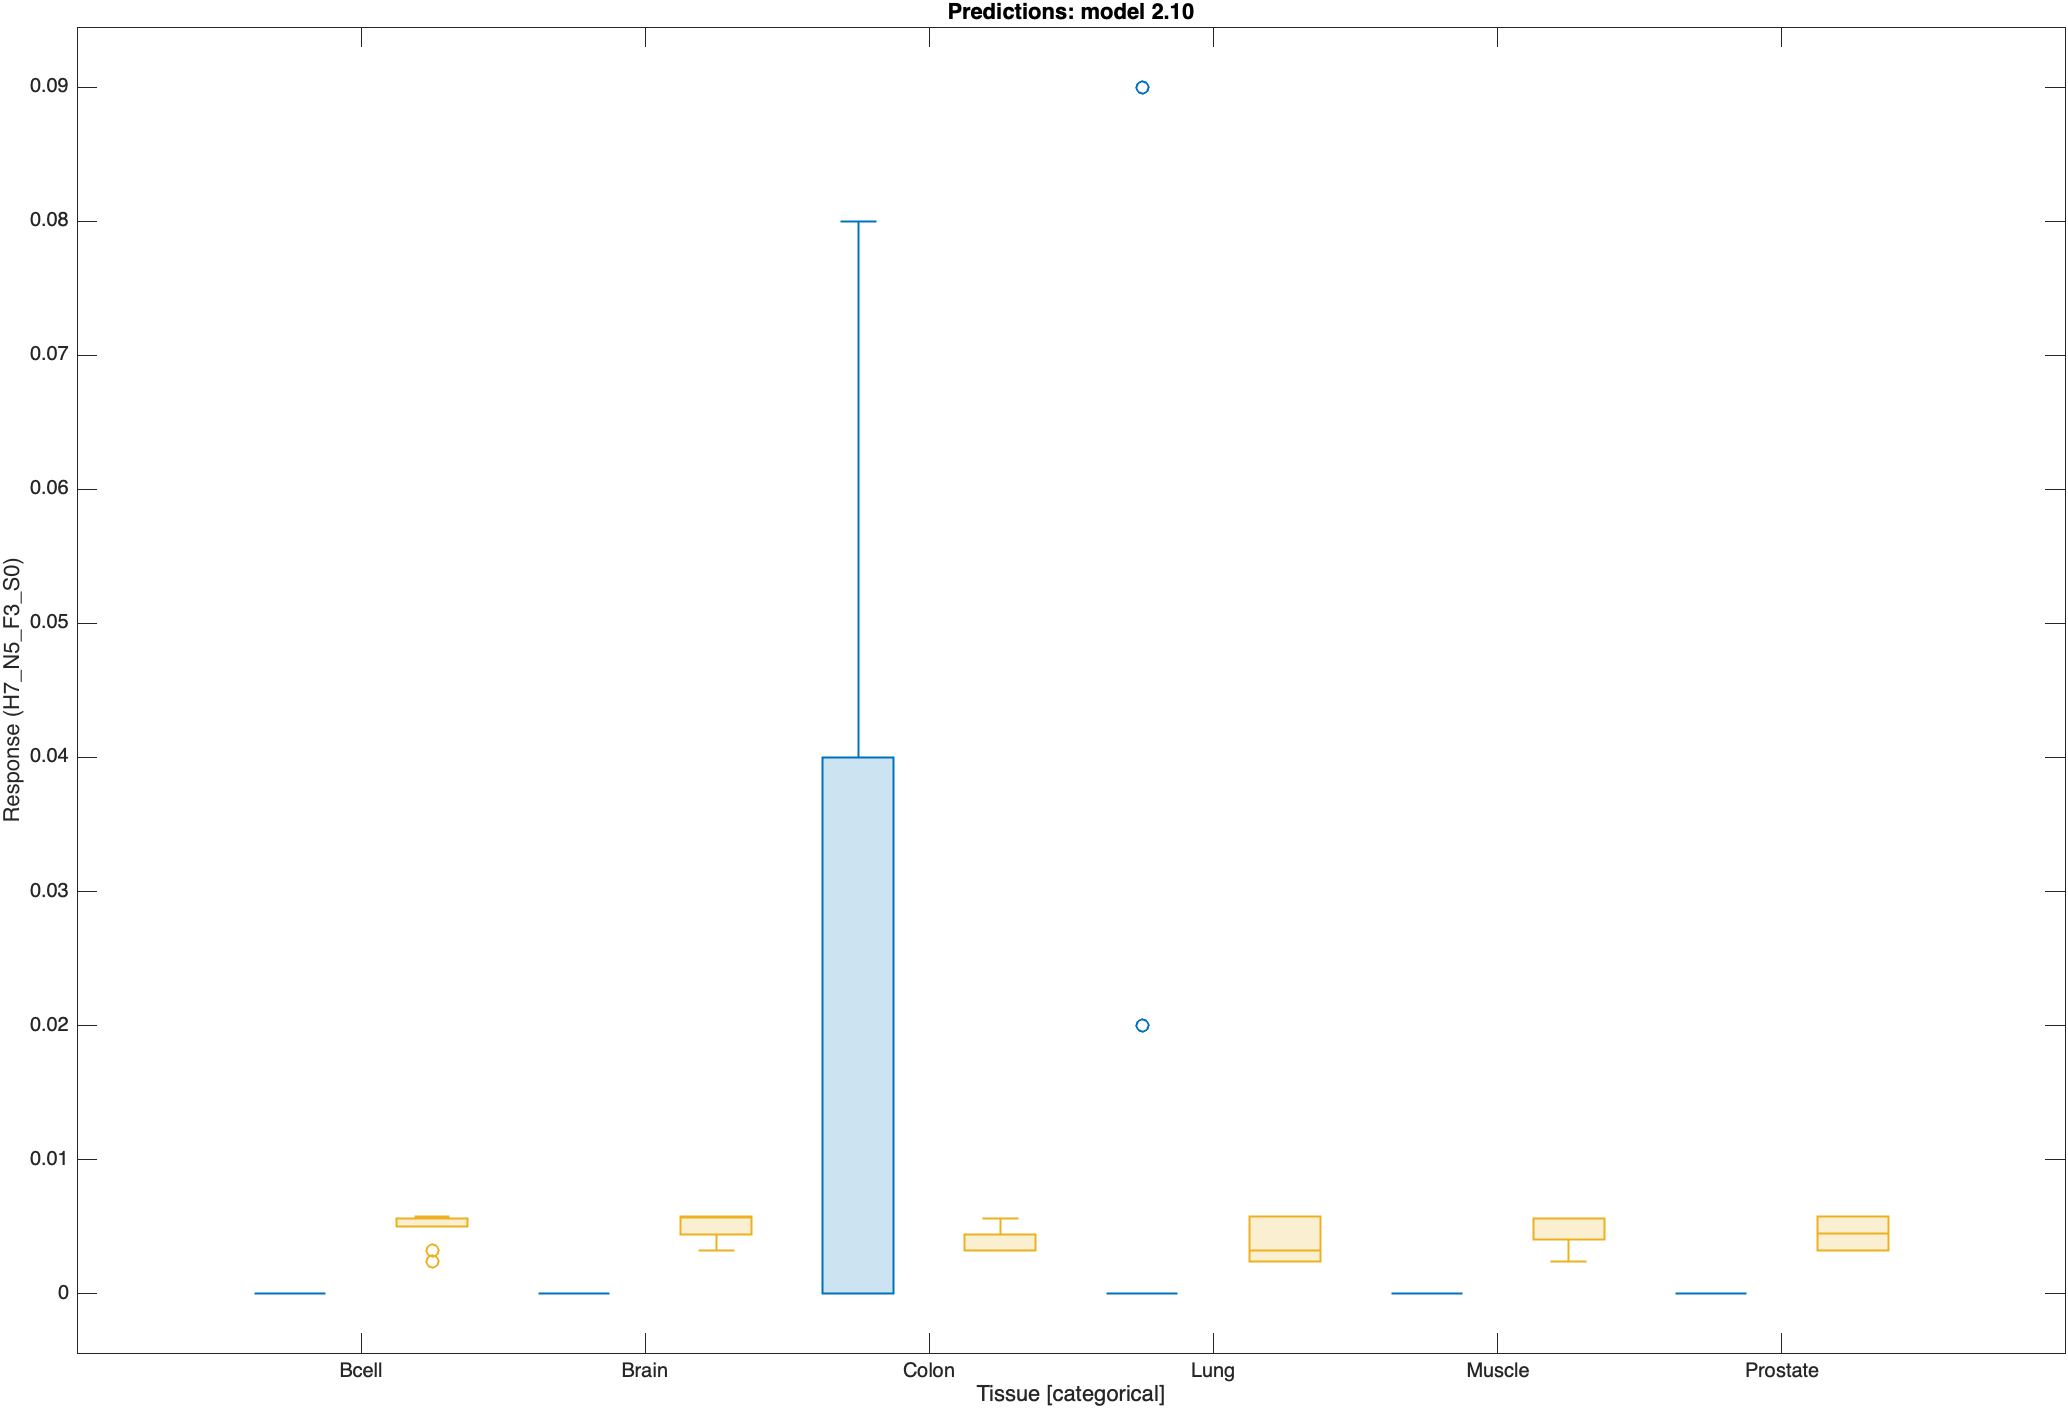 Predictions: model 2.10
0.09
0.08
0.07
0.06
0.05
0.04
0.03
0.02
0.01
0
Response (H7_N5_F3_S0)
Bcell
Brain
Colon
Lung
Muscle
Prostate
Tissue [categorical]